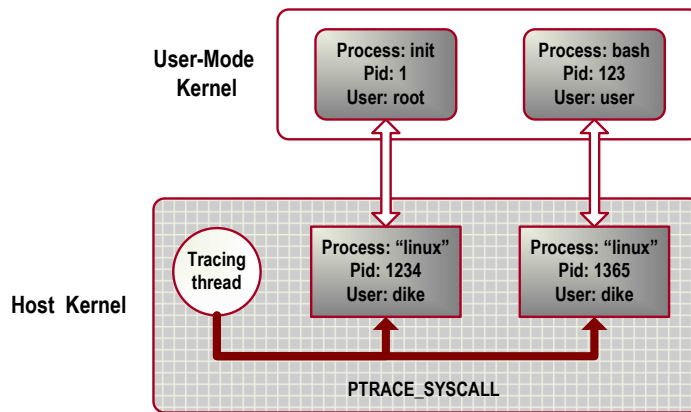 User-Mode
Kernel
Process: init
Pid: 1
User: root
Process: bash
Pid: 123
User: user
Host Kernel
Tracing
thread
Process: “linux”
Pid: 1234
User: dike
Process: “linux”
Pid: 1365
User: dike
PTRACE_SYSCALL